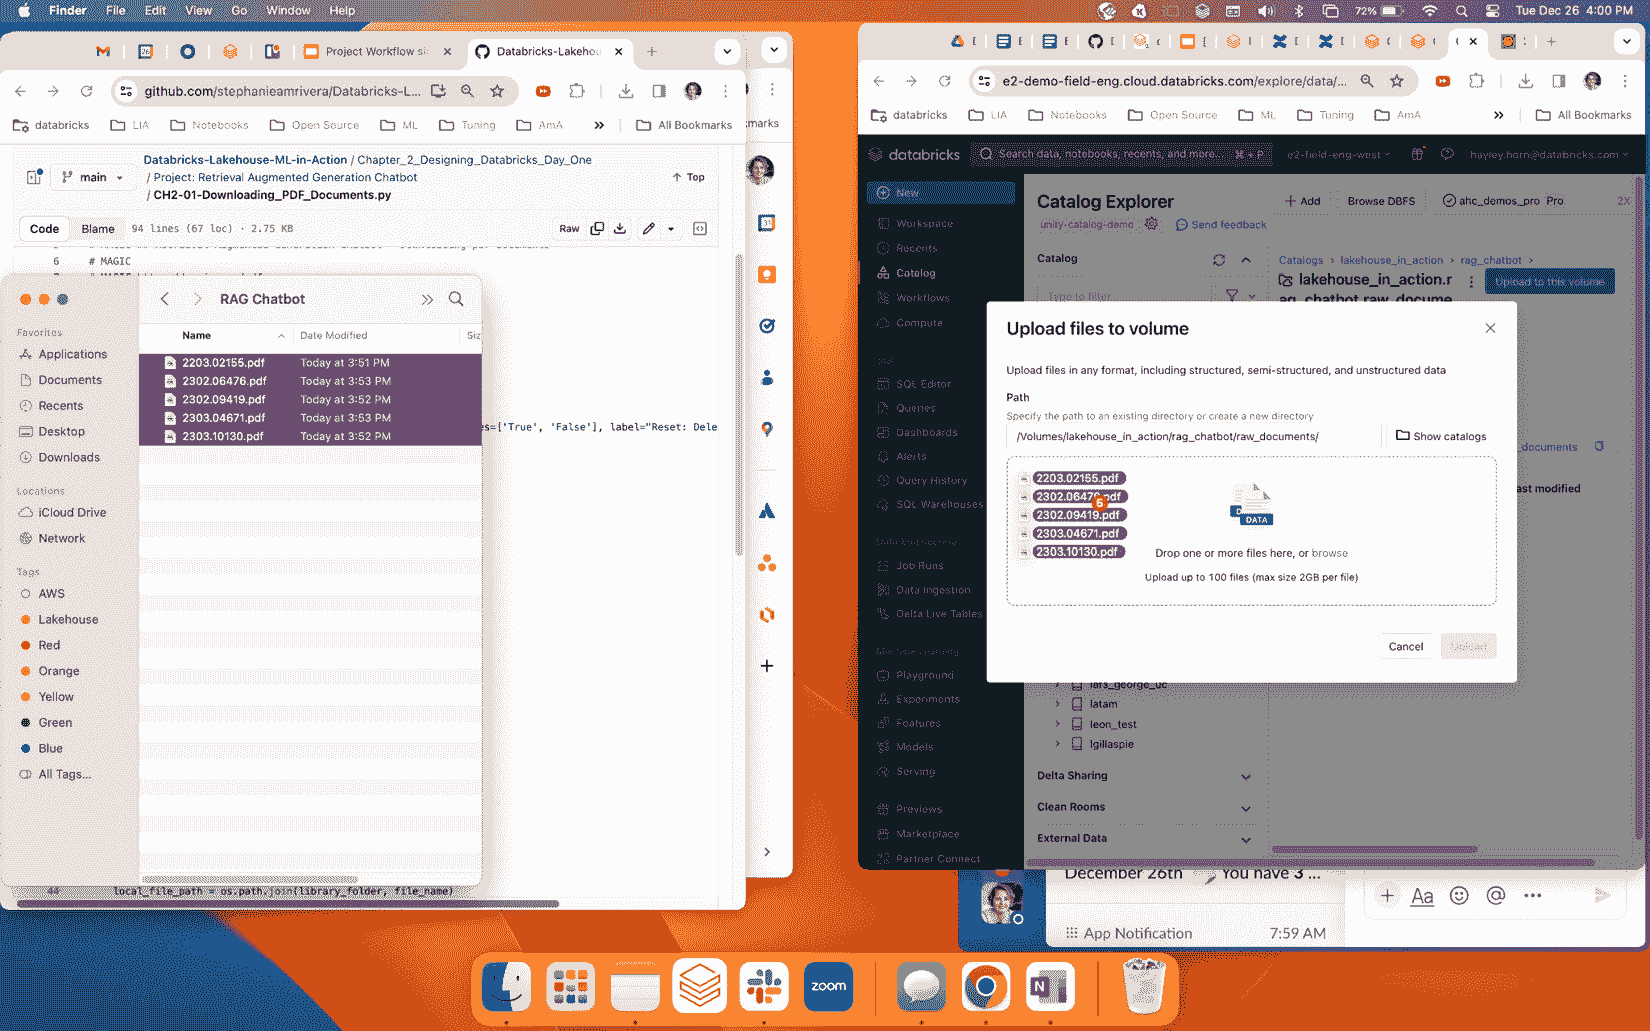 Finder File Edit View Go Window Help
72% Tue Dec 26 4:00 PM
Project Workflow si
Databricks-Lakehou
github.com/stephanieamrivera/Databricks-L...
databricks LIA Notebooks Open Source ML Tuning AmA » All Bookmarks
marks
main
Databricks-Lakehouse-ML-in-Action / Chapter_2_Designing_Databricks_Day_One
/ Project: Retrieval Augmented Generation Chatbot
/ CH2-01-Downloading_PDF_Documents.py
Top
Code Blame 94 lines (67 loc) · 2.75 KB Raw
6 # MAGIC
RAG Chatbot
Name Date Modified Siz
2203.02155.pdf Today at 3:51 PM
2302.06476.pdf Today at 3:53 PM
2302.09419.pdf Today at 3:52 PM
2303.04671.pdf Today at 3:53 PM
2303.10130.pdf Today at 3:52 PM
Favorites
Applications
Documents
Recents
Desktop
Downloads
Locations
iCloud Drive
Network
Tags
AWS
Lakehouse
Red
Orange
Yellow
Green
Blue
All Tags...
es=['True', 'False'], label="Reset: Dele
44 local_file_path = os.path.join(library_folder, file_name)
e2-demo-field-eng.cloud.databricks.com/explore/data/...
databricks LIA Notebooks Open Source ML Tuning AmA » All Bookmarks
databricks
Search data, notebooks, recents, and more... ⌘ + P
e2-field-eng-west
hayley.horn@databricks.com
New
Workspace
Recents
Catalog
Workflows
Compute
SQL
SQL Editor
Queries
Dashboards
Alerts
Query History
SQL Warehouses
Data Engineering
Job Runs
Data Ingestion
Delta Live Tables
Machine Learning
Playground
Experiments
Features
Models
Serving
Previews
Marketplace
Partner Connect
Catalog Explorer
unity-catalog-demo
Send feedback
+ Add
Browse DBFS
ahc_demos_pro Pro 2X
Catalog
Type to filter
Catalogs > lakehouse_in_action > rag_chatbot >
lakehouse_in_action.r
ag_chatbot.raw_docume
Upload to this volume
_documents
ast modified
Upload files to volume
Upload files in any format, including structured, semi-structured, and unstructured data
Path
Specify the path to an existing directory or create a new directory
/Volumes/lakehouse_in_action/rag_chatbot/raw_documents/
Show catalogs
2203.02155.pdf
2302.06476.pdf
5
2302.09419.pdf
2303.04671.pdf
2303.10130.pdf
DATA
Drop one or more files here, or browse
Upload up to 100 files (max size 2GB per file)
Cancel
Upload
laf3_george_uc
latam
leon_test
lgillaspie
Delta Sharing
Clean Rooms
External Data
December 26th
You have 3 ...
App Notification 7:59 AM
Aa
zoom